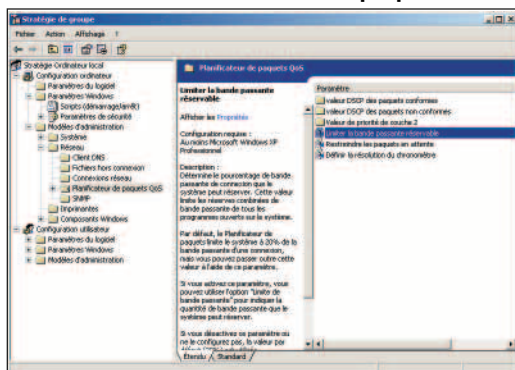 Stratégie de groupe
Fichier Action Affichage ?
Stratégie Ordinateur local
Configuration ordinateur
Paramètres du logiciel
Paramètres Windows
Scripts (démarrage/arrêt)
Paramètres de sécurité
Modèles d'administration
Système
Réseau
Client DNS
Fichiers hors connexion
Connexions réseau
Planificateur de paquets QoS
SNMP
Imprimantes
Composants Windows
Configuration utilisateur
Paramètres du logiciel
Paramètres Windows
Modèles d'administration
Planificateur de paquets QoS
Limiter la bande passante
réservable
Afficher les Propriétés
Configuration requise :
Au moins Microsoft Windows XP
Professionnel
Description :
Détermine le pourcentage de bande
passante de connexion que le
système peut réserver. Cette valeur
limite les réserves combinées de
bande passante de tous les
programmes ouverts sur le système.
Par défaut, le Planificateur de
paquets limite le système à 20% de la
bande passante d'une connexion,
mais vous pouvez passer outre cette
valeur à l'aide de ce paramètre.
Si vous activez ce paramètre, vous
pouvez utiliser l'option "Limite de
bande passante" pour indiquer la
quantité de bande passante que le
système peut réserver.
Si vous désactivez ce paramètre ou
ne le configurez pas, la valeur par
Paramètre
valeur DSCP des paquets conformes
valeur DSCP des paquets non conformes
Valeur de priorité de couche 2
Limiter la bande passante réservable
Restreindre les paquets en attente
Définir la résolution du chronomètre
Étendu Standard